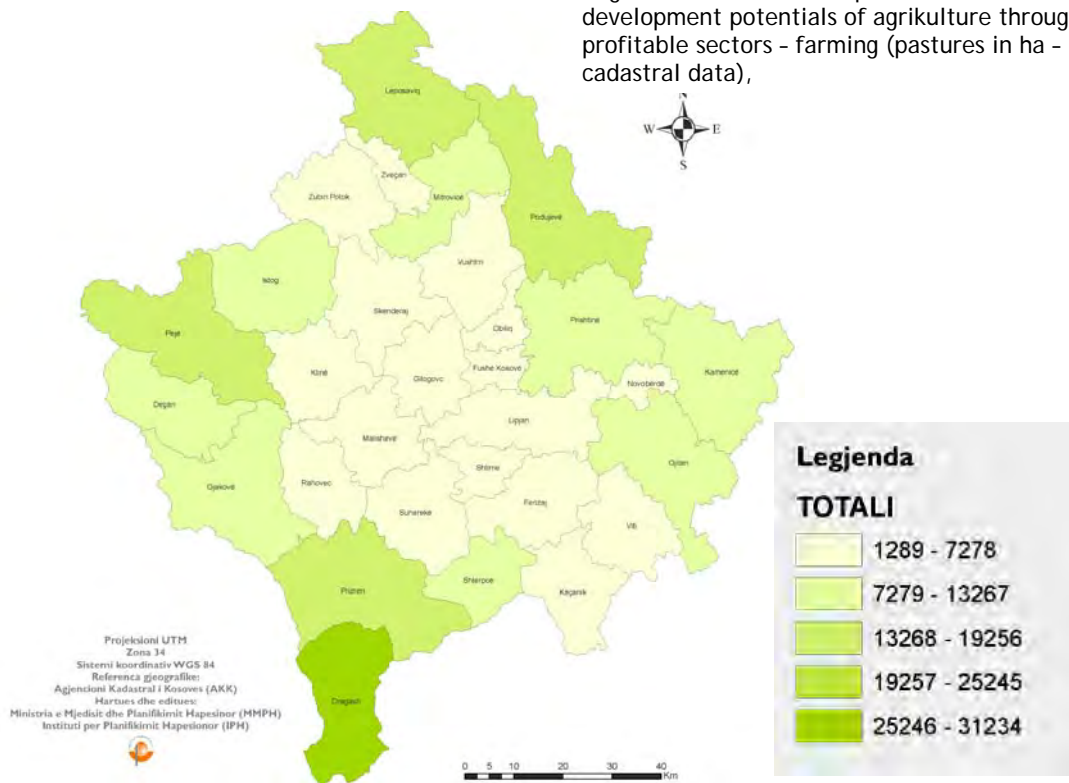 development potentials of agrikulture throug
profitable sectors – farming (pastures in ha –
cadastral data),
N
W E
S
Leposaviq
Zveçan
Zubin Potok
Mitrovicë
Podujevë
Vushtrri
Istog
Skenderaj
Obiliq
Prishtinë
Pejë
Fushë Kosovë
Kamenicë
Klinë
Gllogovc
Novobërdë
Deçan
Lipjan
Malishevë
Gjilan
Shtime
Gjakovë
Rahovec
Ferizaj
Suharekë
Viti
Shterpcë
Prizren
Kaçanik
Dragash
Legjenda
TOTALI
1289 - 7278
7279 - 13267
13268 - 19256
19257 - 25245
25246 - 31234
Projeksioni UTM
Zona 34
Sistemi koordinativ WGS 84
Referenca gjeografike:
Agjencioni Kadastral i Kosoves (AKK)
Hartues dhe editues:
Ministria e Mjedisit dhe Planifikimit Hapesinor (MMPH)
Instituti per Planifikimit Hapesionor (IPH)
0 5 10 20 30 40
Km